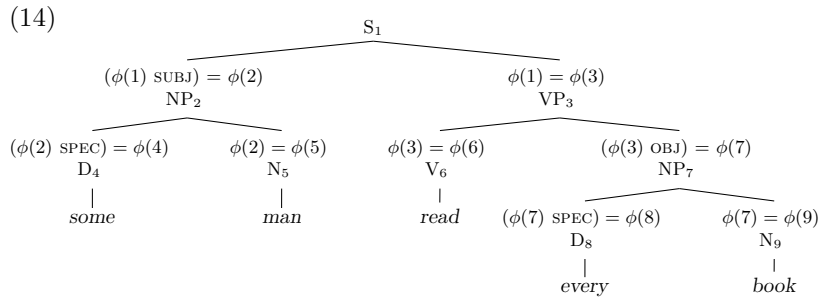 (14)
S₁
(ϕ(1) SUBJ) = ϕ(2) ϕ(1) = ϕ(3)
NP₂ VP₃
(ϕ(2) SPEC) = ϕ(4) ϕ(2) = ϕ(5) ϕ(3) = ϕ(6) (ϕ(3) OBJ) = ϕ(7)
D₄ N₅ V₆ NP₇
some man read (ϕ(7) SPEC) = ϕ(8) ϕ(7) = ϕ(9)
D₈ N₉
every book